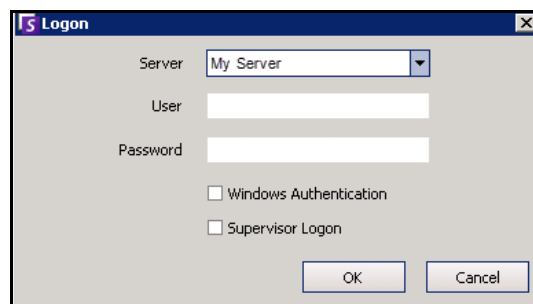 S Logon
Server My Server
User
Password
Windows Authentication
Supervisor Logon
OK Cancel